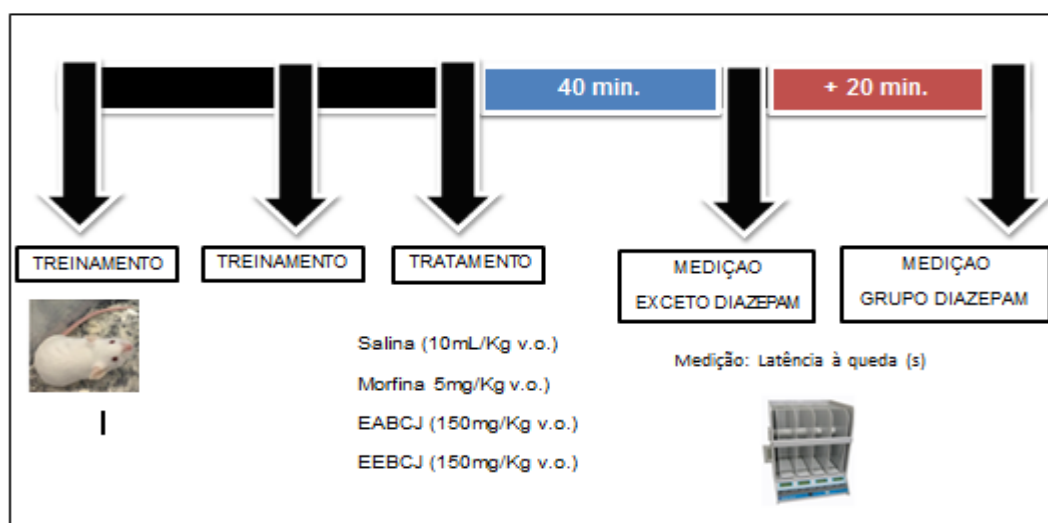 40 min.
+ 20 min.
TREINAMENTO
TREINAMENTO
TRATAMENTO
MEDIÇAO
EXCETO DIAZEPAM
MEDIÇAO
GRUPO DIAZEPAM
Salina (10mL/Kg v.o.)
Morfina 5mg/Kg v.o.)
EABCJ (150mg/Kg v.o.)
EEBCJ (150mg/Kg v.o.)
Medição: Latência à queda (s)